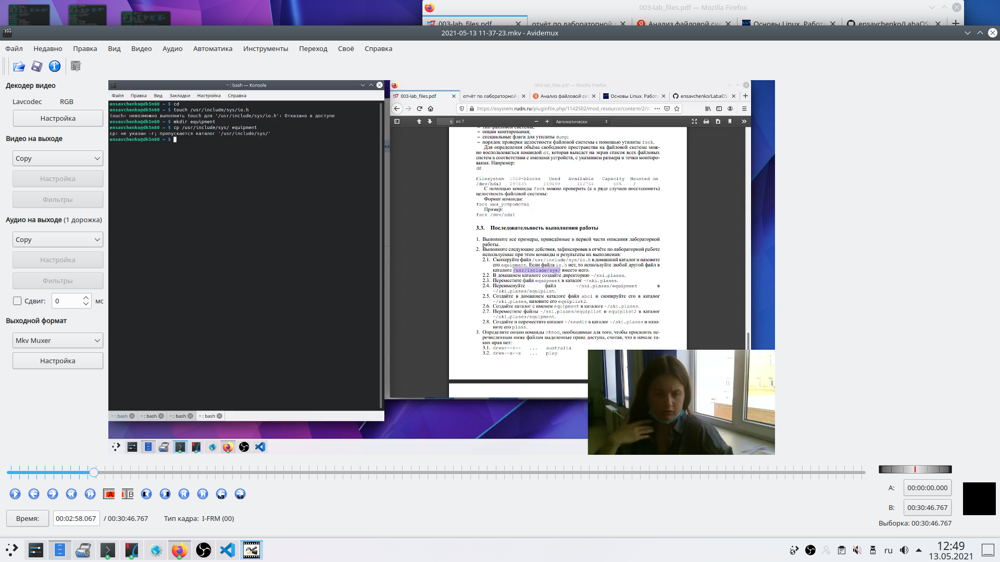 003-lab_files.pdf — Mozilla Firefox
003-lab_files.pdf
отчёт по лабораторной
Анализ файловой сис
Основы Linux. Работа
ensavchenko/LabaOS:
2021-05-13 11-37-23.mkv - Avidemux
Файл Недавно Правка Вид Видео Аудио Автоматика Инструменты Переход Своё Справка
Декодер видео
Lavcodec RGB
Настройка
Видео на выходе
Copy
Настройка
Фильтры
Аудио на выходе (1 дорожка)
Copy
Настройка
Фильтры
Сдвиг: 0 мс
Выходной формат
Mkv Muxer
Настройка
~ : bash — Konsole
Файл Правка Вид Закладки Настройка Справка
ensavchenko@dk5n60 ~ $ cd
ensavchenko@dk5n60 ~ $ touch /usr/include/sys/io.h
touch: невозможно выполнить touch для '/usr/include/sys/io.h': Отказано в доступе
ensavchenko@dk5n60 ~ $ mkdir equipment
ensavchenko@dk5n60 ~ $ cp /usr/include/sys/ equipment
cp: не указан -r; пропускается каталог '/usr/include/sys/'
ensavchenko@dk5n60 ~ $
~ : bash ~ : bash ~ : bash ~ : bash
003-lab_files.pdf — Mozilla Firefox
003-lab_files.pdf
отчёт по лабораторной
Анализ файловой сис
Основы Linux. Работа
ensavchenko/LabaOS
https://esystem.rudn.ru/pluginfile.php/1142502/mod_resource/content/2/0
6 из 7
Автоматически
– тип файловой системы;
– опции монтирования;
– специальные флаги для утилиты dump;
– порядок проверки целостности файловой системы с помощью утилиты fsck.
Для определения объёма свободного пространства на файловой системе мож-
но воспользоваться командой df, которая выведет на экран список всех файловых
систем в соответствии с именами устройств, с указанием размера и точки монтиро-
вания. Например:
df
Filesystem 1024-blocks Used Available Capacity Mounted on
/dev/hda3 297635 169499 112764 60% /
С помощью команды fsck можно проверить (а в ряде случаев восстановить)
целостность файловой системы:
Формат команды:
fsck имя_устройства
Пример:
fsck /dev/sda1
3.3. Последовательность выполнения работы
1. Выполните все примеры, приведённые в первой части описания лабораторной
работы.
2. Выполните следующие действия, зафиксировав в отчёте по лабораторной работе
используемые при этом команды и результаты их выполнения:
2.1. Скопируйте файл /usr/include/sys/io.h в домашний каталог и назовите
его equipment. Если файла io.h нет, то используйте любой другой файл в
каталоге /usr/include/sys/ вместо него.
2.2. В домашнем каталоге создайте директорию ~/ski.plases.
2.3. Переместите файл equipment в каталог ~/ski.plases.
2.4. Переименуйте файл ~/ski.plases/equipment в
~/ski.plases/equiplist.
2.5. Создайте в домашнем каталоге файл abc1 и скопируйте его в каталог
~/ski.plases, назовите его equiplist2.
2.6. Создайте каталог с именем equipment в каталоге ~/ski.plases.
2.7. Переместите файлы ~/ski.plases/equiplist и equiplist2 в каталог
~/ski.plases/equipment.
2.8. Создайте и переместите каталог ~/newdir в каталог ~/ski.plases и назо-
вите его plans.
3. Определите опции команды chmod, необходимые для того, чтобы присвоить пе-
речисленным ниже файлам выделенные права доступа, считая, что в начале та-
ких прав нет:
3.1. drwxr--r-- ... australia
3.2. drwx--x--x ... play
A
B
60
60
Время: 00:02:58.067 / 00:30:46.767 Тип кадра: I-FRM (00)
A: 00:00:00.000
B: 00:30:46.767
Выборка: 00:30:46.767
ru
12:49
13.05.2021